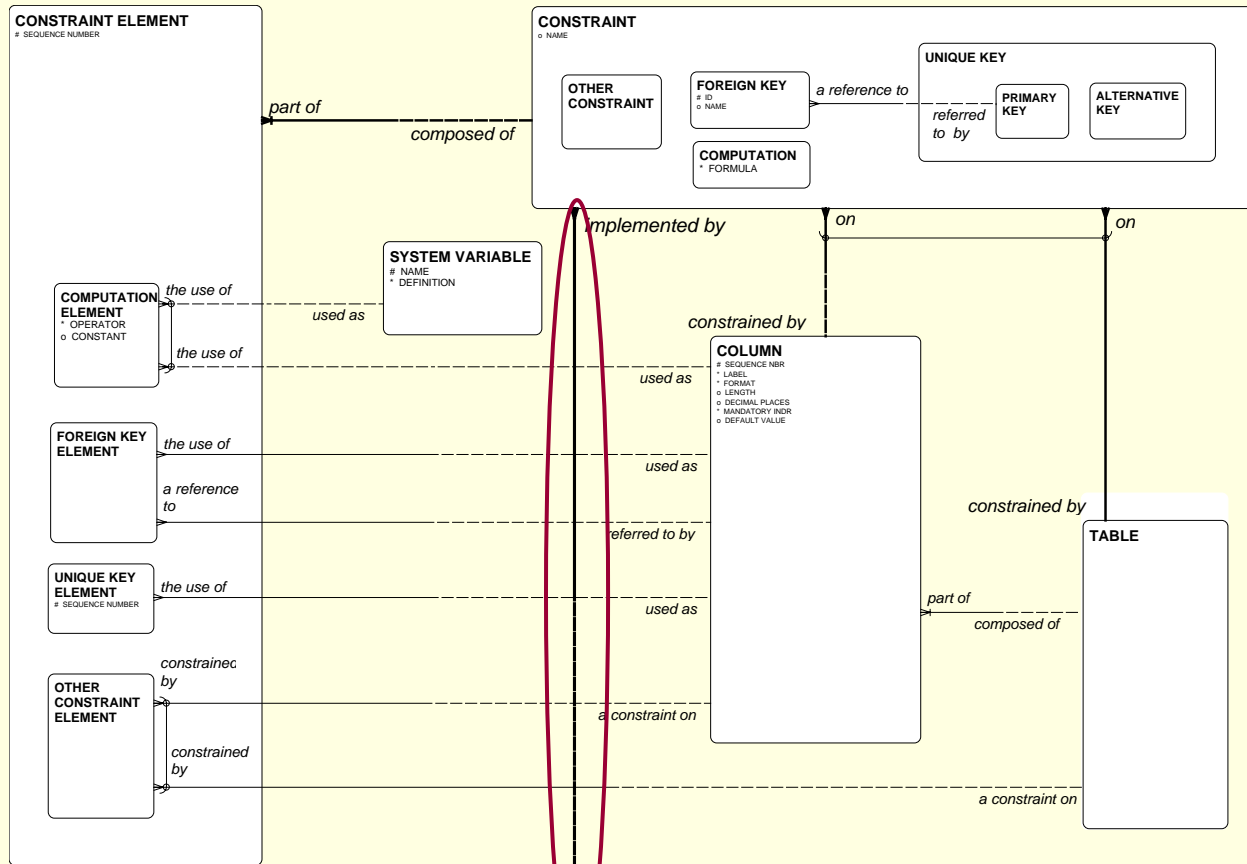 CONSTRAINT ELEMENT
# SEQUENCE NUMBER
CONSTRAINT
o NAME
UNIQUE KEY
OTHER
CONSTRAINT
FOREIGN KEY
# ID
o NAME
a reference to
referred
to by
PRIMARY
KEY
ALTERNATIVE
KEY
COMPUTATION
* FORMULA
part of
composed of
implemented by
on
on
SYSTEM VARIABLE
# NAME
* DEFINITION
COMPUTATION
ELEMENT
* OPERATOR
o CONSTANT
the use of
used as
the use of
used as
constrained by
COLUMN
# SEQUENCE NBR
* LABEL
* FORMAT
o LENGTH
o DECIMAL PLACES
* MANDATORY INDR
o DEFAULT VALUE
FOREIGN KEY
ELEMENT
the use of
used as
a reference
to
referred to by
constrained by
TABLE
UNIQUE KEY
ELEMENT
# SEQUENCE NUMBER
the use of
used as
part of
composed of
OTHER
CONSTRAINT
ELEMENT
constrained
by
a constraint on
constrained
by
a constraint on